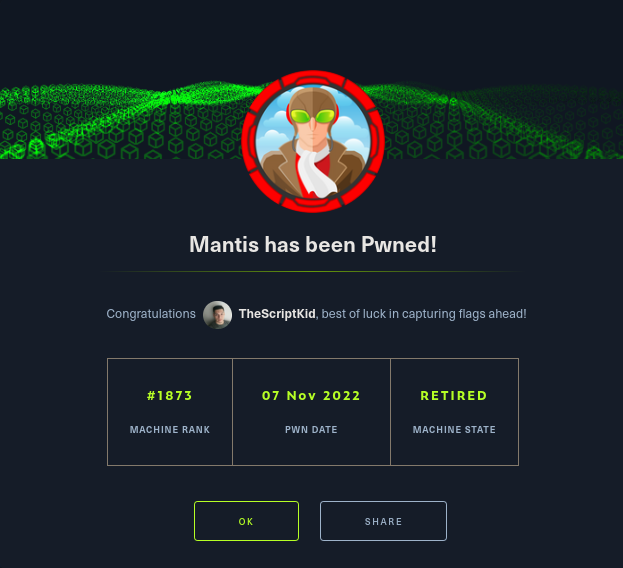 Mantis has been Pwned!
Congratulations TheScriptKid, best of luck in capturing flags ahead!
#1873 07 Nov 2022 RETIRED
MACHINE RANK PWN DATE MACHINE STATE
OK SHARE